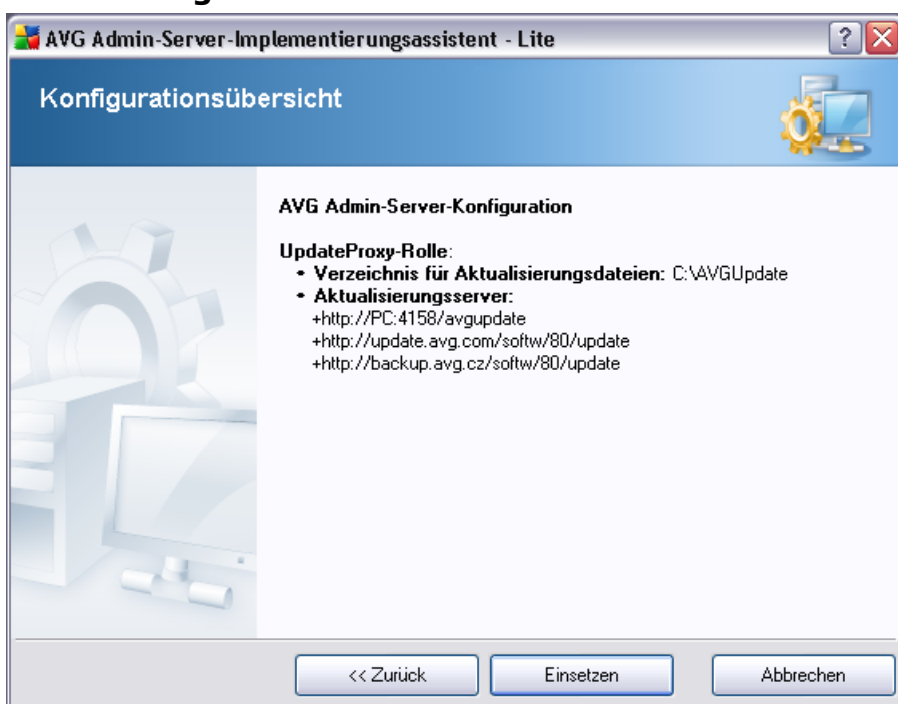 AVG Admin-Server-Implementierungsassistent - Lite
Konfigurationsübersicht
AVG Admin-Server-Konfiguration
UpdateProxy-Rolle:
• Verzeichnis für Aktualisierungsdateien: C:\AVGUpdate
• Aktualisierungsserver:
+http://PC:4158/avgupdate
+http://update.avg.com/softw/80/update
+http://backup.avg.cz/softw/80/update
<< Zurück
Einsetzen
Abbrechen